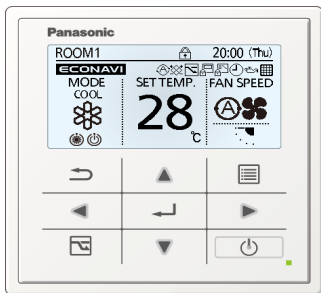 Panasonic
ROOM1 20:00 (Thu)
ECONAVI
MODE SET TEMP. FAN SPEED
COOL
28 °C
A